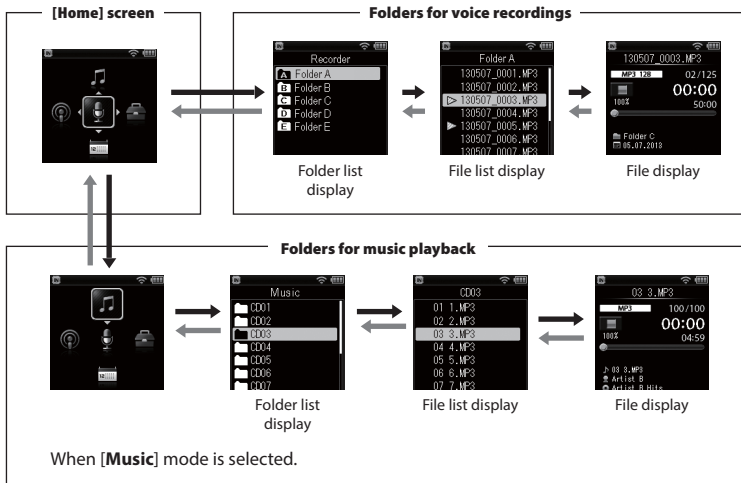 [Home] screen
Folders for voice recordings
Recorder
A Folder A
B Folder B
C Folder C
D Folder D
E Folder E
Folder list
display
Folder A
130507_0001.MP3
130507_0002.MP3
130507_0003.MP3
130507_0004.MP3
130507_0005.MP3
130507_0006.MP3
130507_0007.MP3
File list display
130507_0003.MP3
MP3 128 02/125
00:00
100% 50:00
Folder C
05.07.2013
File display
Folders for music playback
Music
CD01
CD02
CD03
CD04
CD05
CD06
CD07
Folder list
display
CD03
01 1.MP3
02 2.MP3
03 3.MP3
04 4.MP3
05 5.MP3
06 6.MP3
07 7.MP3
File list display
03 3.MP3
MP3 100/100
00:00
100% 04:59
03 3.MP3
Artist B
Artist B Hits
File display
When [Music] mode is selected.